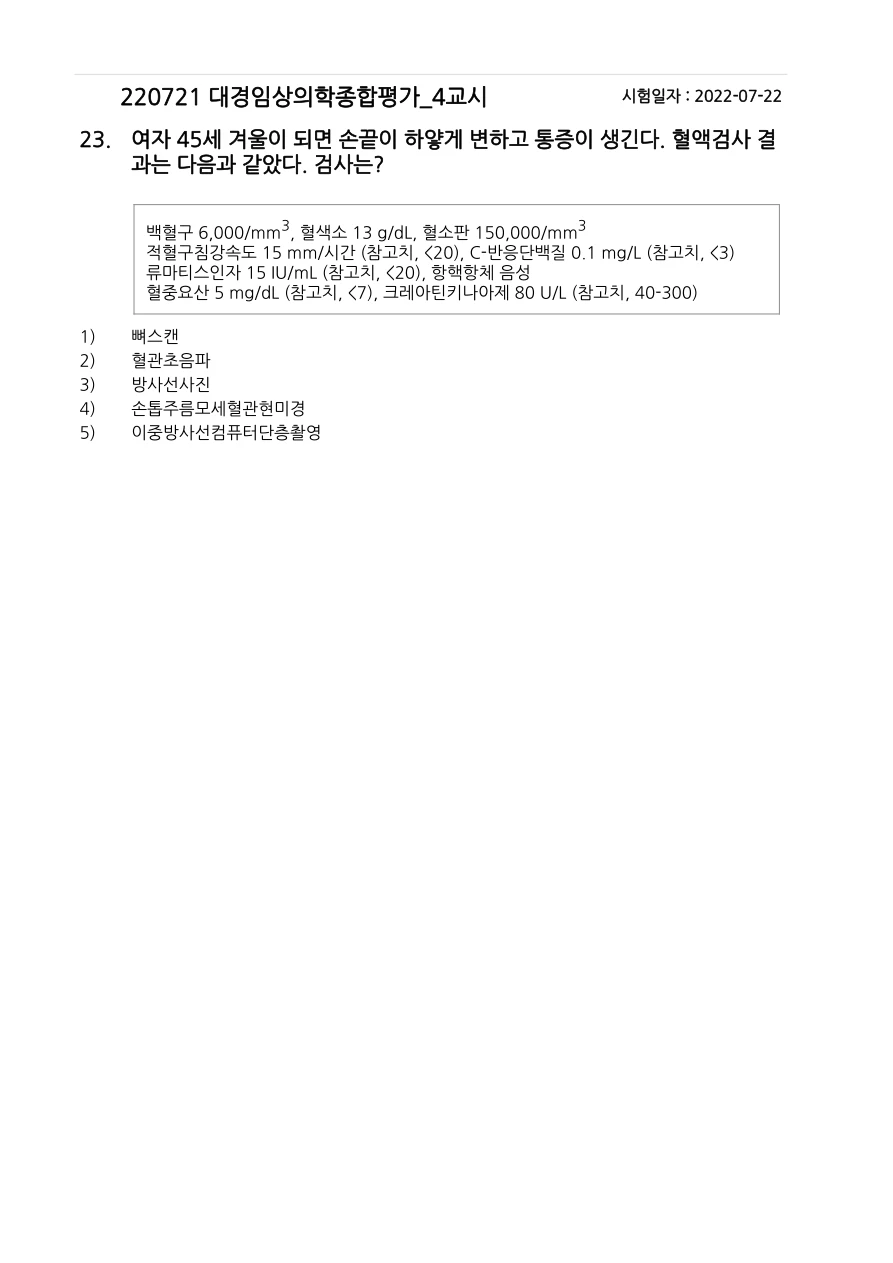 220721 대경임상의학종합평가_4교시 시험일자 : 2022-07-22
23. 여자 45세 겨울이 되면 손끝이 하얗게 변하고 통증이 생긴다. 혈액검사 결
과는 다음과 같았다. 검사는?
백혈구 6,000/mm³, 혈색소 13 g/dL, 혈소판 150,000/mm³
적혈구침강속도 15 mm/시간 (참고치, <20), C-반응단백질 0.1 mg/L (참고치, <3)
류마티스인자 15 IU/mL (참고치, <20), 항핵항체 음성
혈중요산 5 mg/dL (참고치, <7), 크레아틴키나아제 80 U/L (참고치, 40-300)
1) 뼈스캔
2) 혈관초음파
3) 방사선사진
4) 손톱주름모세혈관현미경
5) 이중방사선컴퓨터단층촬영